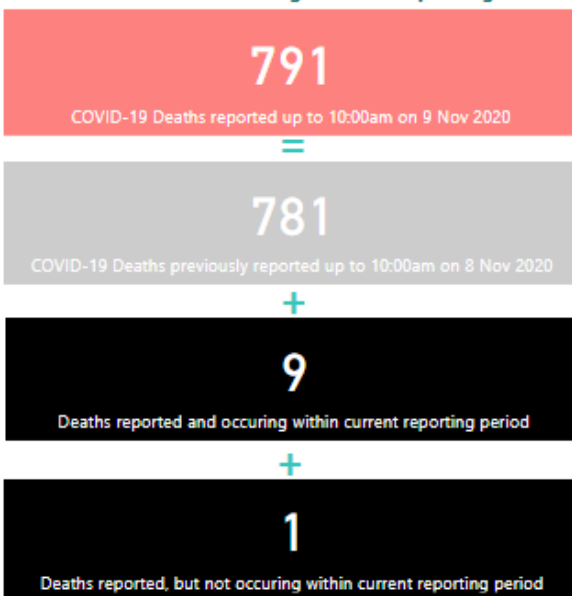 791
COVID-19 Deaths reported up to 10:00am on 9 Nov 2020
=
781
COVID-19 Deaths previously reported up to 10:00am on 8 Nov 2020
+
9
Deaths reported and occuring within current reporting period
+
1
Deaths reported, but not occuring within current reporting period